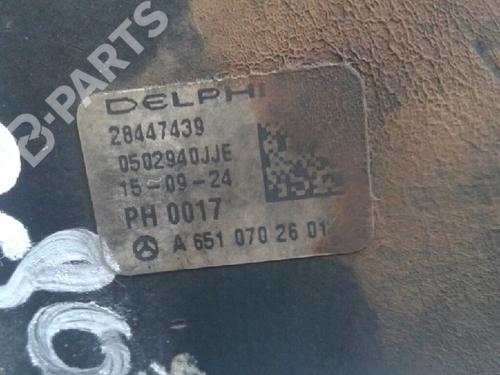 B-PARTS
DELPHI
28447439
0502940JJE
15-09-24
PH 0017
A 651 070 26 01